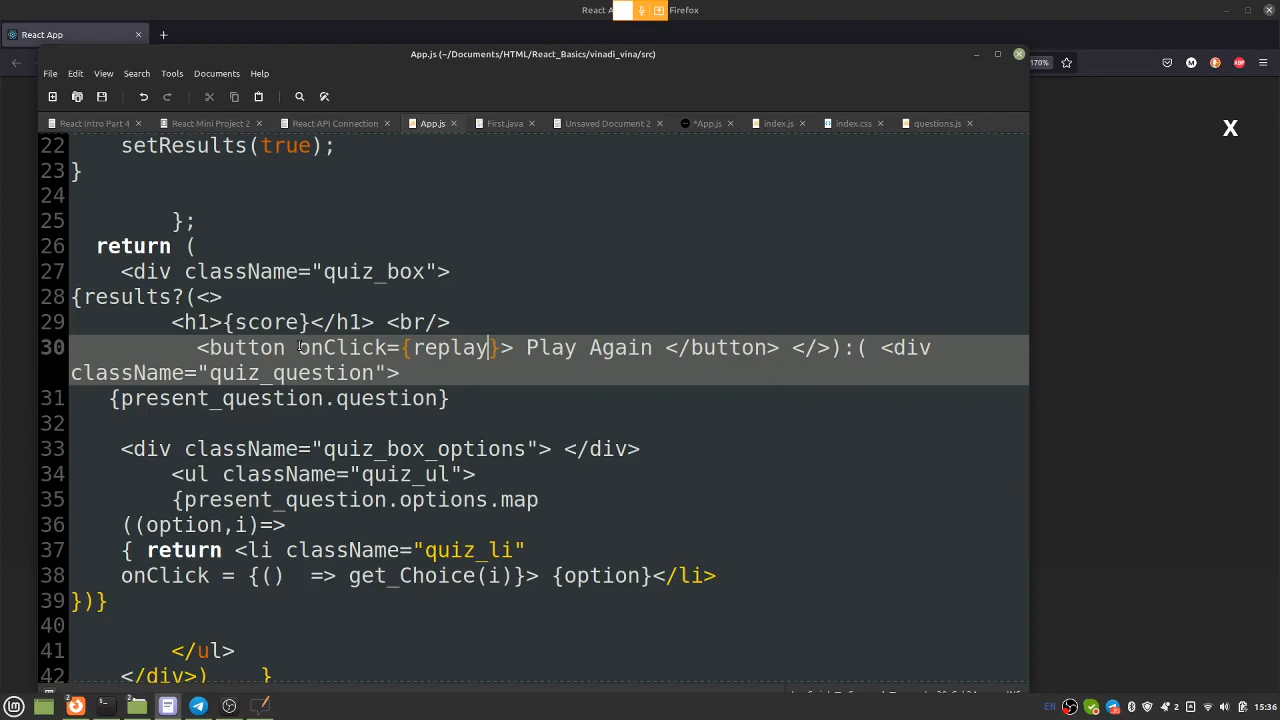 React A
Firefox
React App
App.js (~/Documents/HTML/React_Basics/vinadi_vina/src)
170%
File Edit View Search Tools Documents Help
React Intro Part 4 React Mini Project 2 React API Connection App.js First.java Unsaved Document 2 *App.js index.js index.css questions.js
X
22 setResults(true);
23 }
24
25 };
26 return (
27 <div className="quiz_box">
28 {results?(<>
29 <h1>{score}</h1> <br/>
30 <button onClick={replay}> Play Again </button> </>):( <div
className="quiz_question">
31 {present_question.question}
32
33 <div className="quiz_box_options"> </div>
34 <ul className="quiz_ul">
35 {present_question.options.map
36 ((option,i)=>
37 { return <li className="quiz_li"
38 onClick = {() => get_Choice(i)}> {option}</li>
39 })}
40
41 </ul>
42 </div>) }
EN 2 15:36